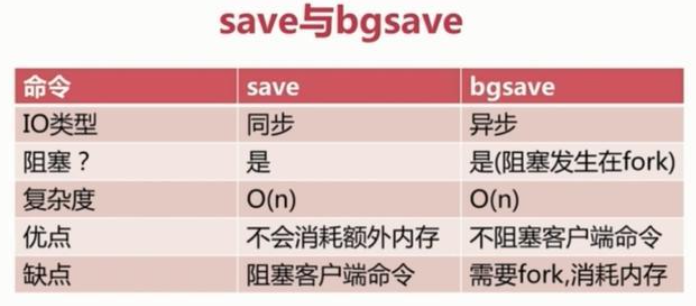 save与bgsave
命令 save bgsave
IO类型 同步 异步
阻塞？ 是 是(阻塞发生在fork)
复杂度 O(n) O(n)
优点 不会消耗额外内存 不阻塞客户端命令
缺点 阻塞客户端命令 需要fork,消耗内存